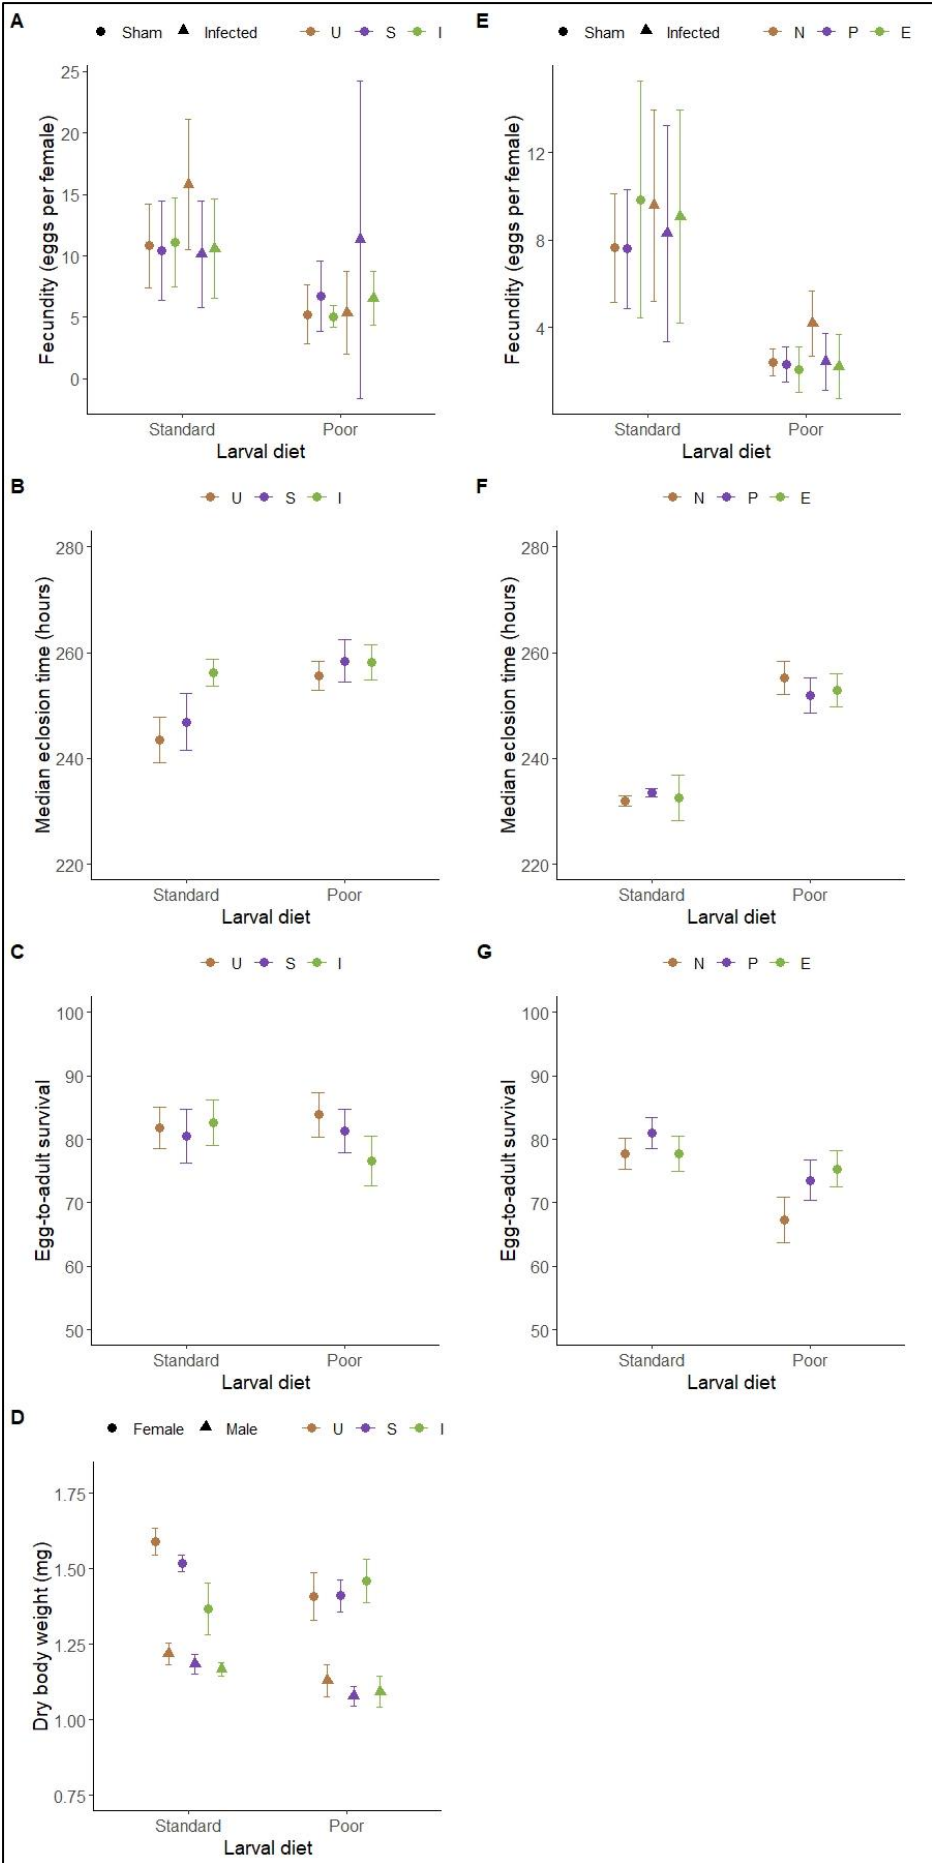 A
Sham Infected U S I
Fecundity (eggs per female)
25
20
15
10
5
0
Standard Poor
Larval diet
E
Sham Infected N P E
Fecundity (eggs per female)
12
8
4
Standard Poor
Larval diet
B
U S I
Median eclosion time (hours)
280
260
240
220
Standard Poor
Larval diet
F
N P E
Median eclosion time (hours)
280
260
240
220
Standard Poor
Larval diet
C
U S I
Egg-to-adult survival
100
90
80
70
60
50
Standard Poor
Larval diet
G
N P E
Egg-to-adult survival
100
90
80
70
60
50
Standard Poor
Larval diet
D
Female Male U S I
Dry body weight (mg)
1.75
1.50
1.25
1.00
0.75
Standard Poor
Larval diet